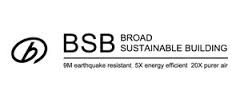 BSB BROAD
SUSTAINABLE BUILDING
9M earthquake resistant 5X energy efficient 20X purer air